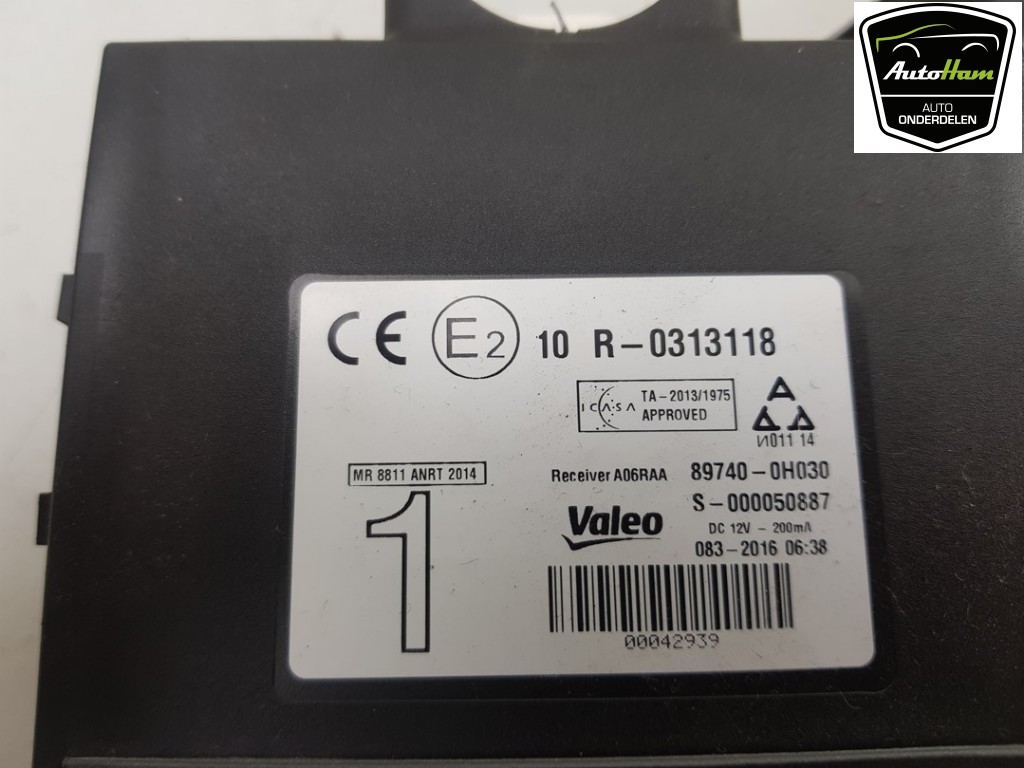 AutoHam
AUTO
ONDERDELEN
CE E2 10 R-0313118
ICASA TA-2013/1975
APPROVED
И011 14
MR 8811 ANRT 2014
Receiver A06RAA 89740-0H030
S-000050887
Valeo
DC 12V - 200mA
083-2016 06:38
1
00042939